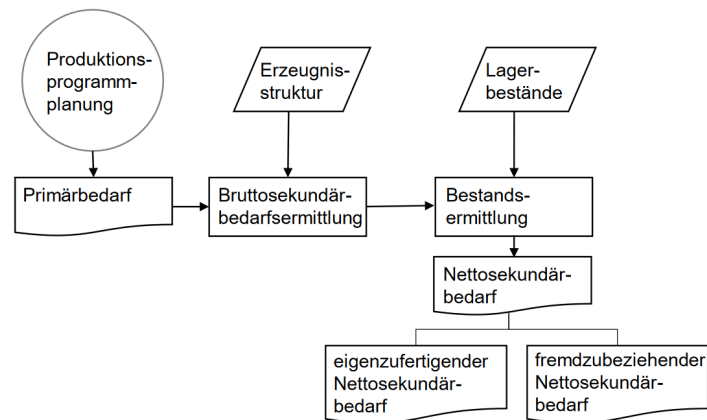 Produktions-
programm-
planung
Erzeugnis-
struktur
Lager-
bestände
Primärbedarf
Bruttosekundär-
bedarfsermittlung
Bestands-
ermittlung
Nettosekundär-
bedarf
eigenzufertigender
Nettosekundär-
bedarf
fremdzubeziehender
Nettosekundär-
bedarf